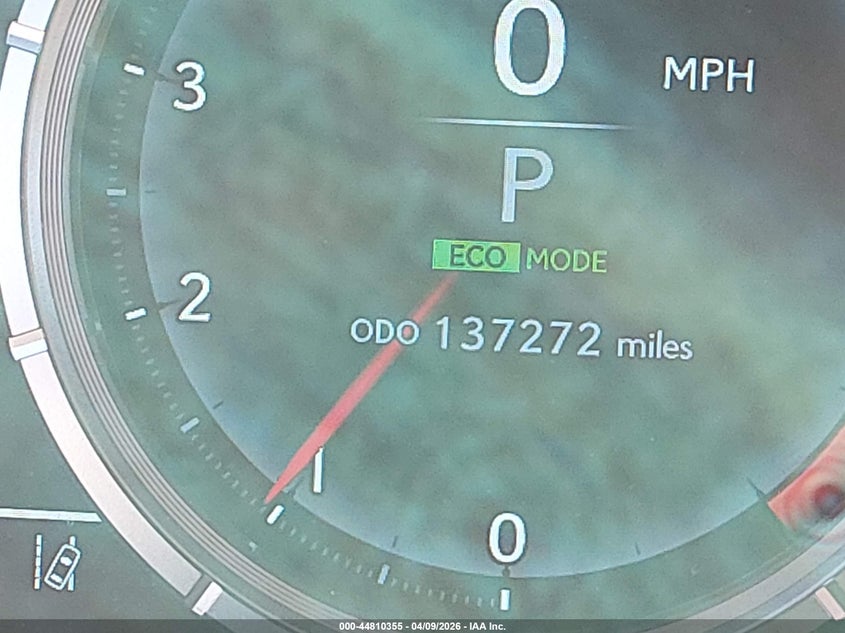 0 MPH
3
P
ECO MODE
2
ODO 137272 miles
1
0
000-44810355 - 04/09/2026 - IAA Inc.